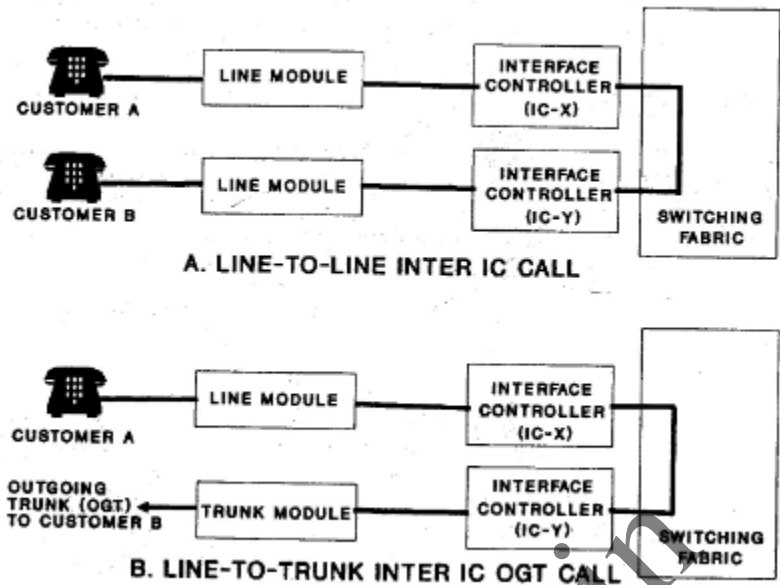 CUSTOMER A
LINE MODULE
INTERFACE
CONTROLLER
(IC-X)
CUSTOMER B
LINE MODULE
INTERFACE
CONTROLLER
(IC-Y)
SWITCHING
FABRIC
A. LINE-TO-LINE INTER IC CALL
CUSTOMER A
LINE MODULE
INTERFACE
CONTROLLER
(IC-X)
OUTGOING
TRUNK (OGT)
TO CUSTOMER B
TRUNK MODULE
INTERFACE
CONTROLLER
(IC-Y)
SWITCHING
FABRIC
B. LINE-TO-TRUNK INTER IC OGT CALL
in